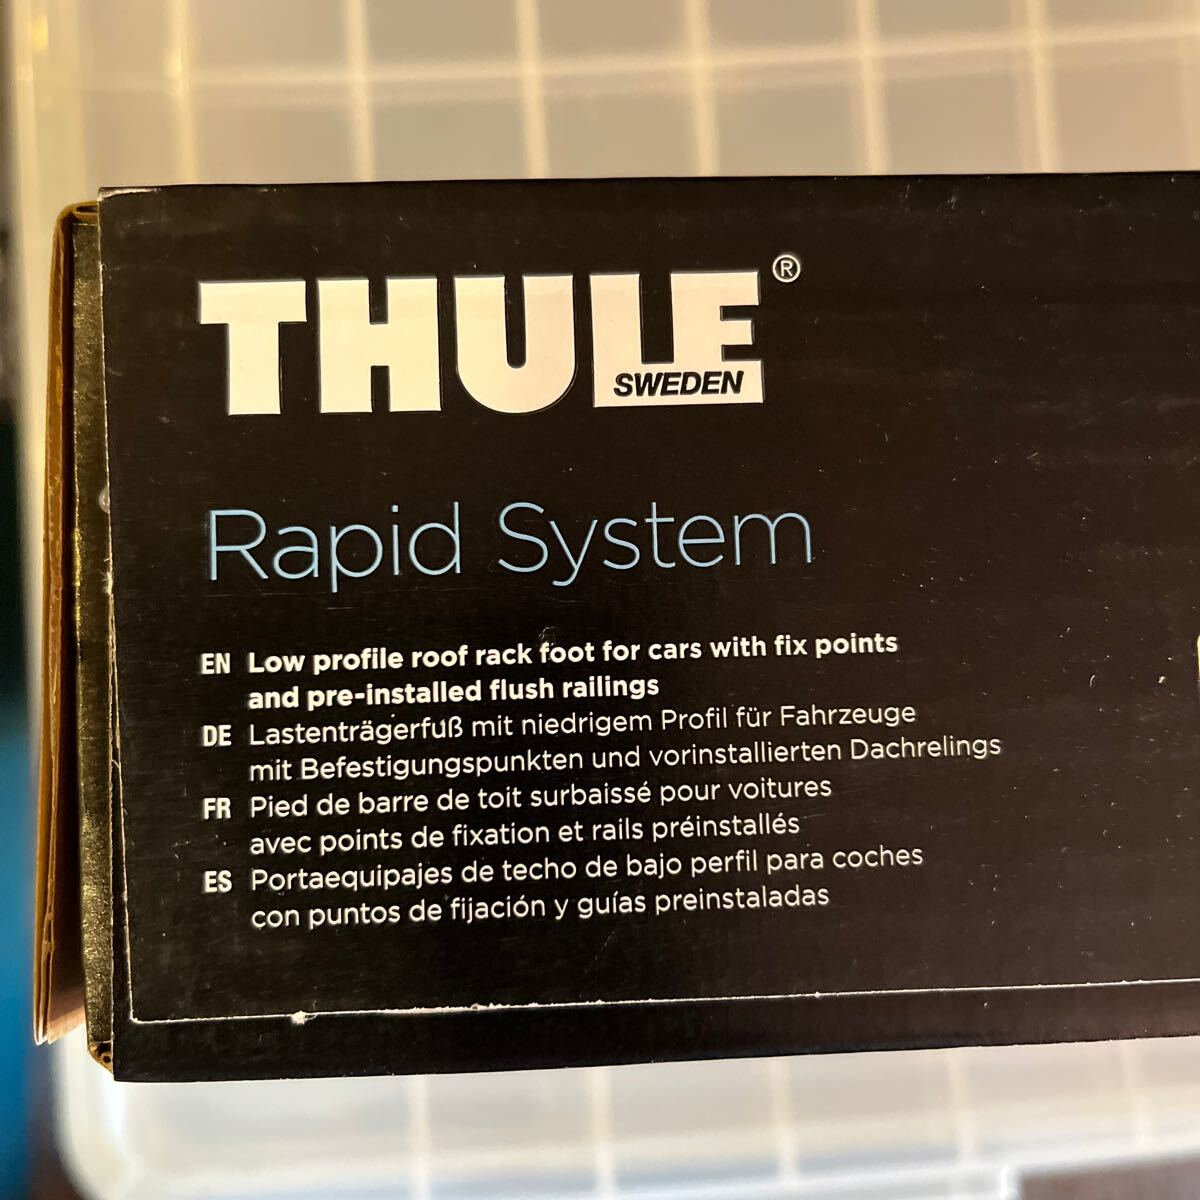 THULE®
SWEDEN
Rapid System
EN Low profile roof rack foot for cars with fix points
and pre-installed flush railings
DE Lastenträgerfuß mit niedrigem Profil für Fahrzeuge
mit Befestigungspunkten und vorinstallierten Dachrelings
FR Pied de barre de toit surbaissé pour voitures
avec points de fixation et rails préinstallés
ES Portaequipajes de techo de bajo perfil para coches
con puntos de fijación y guías preinstaladas